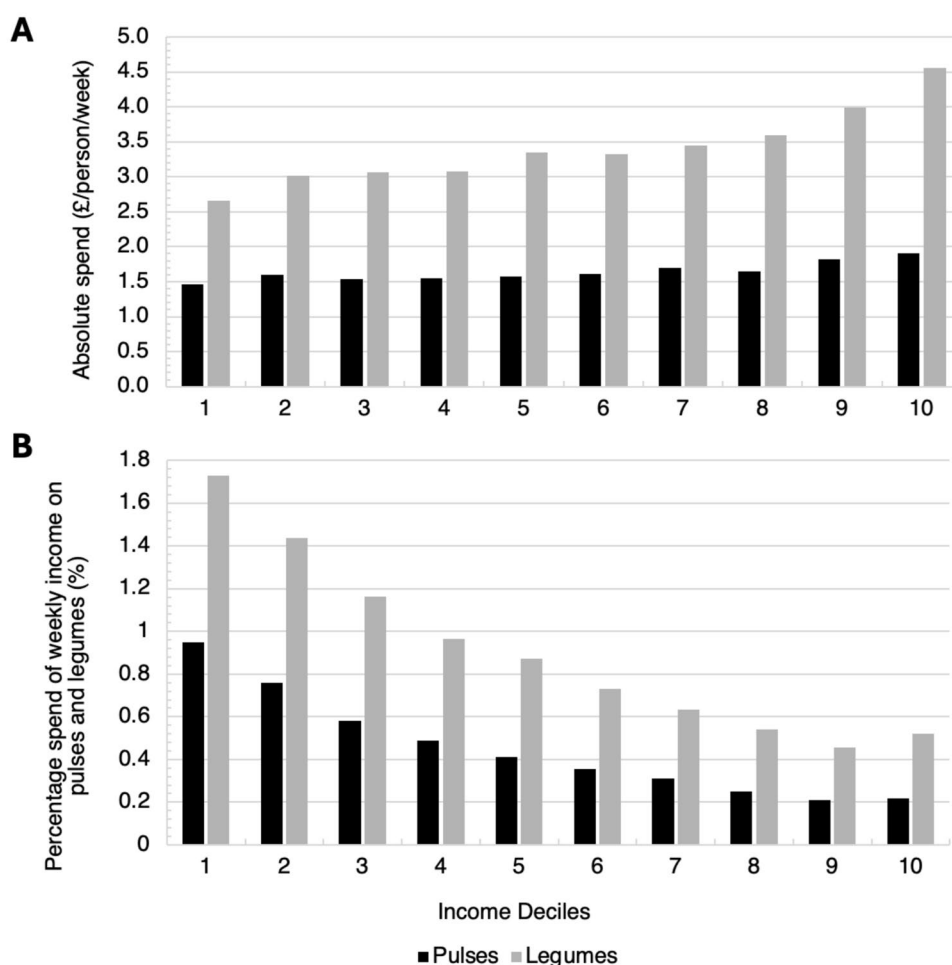 A
Absolute spend (£/person/week)
5.0
4.5
4.0
3.5
3.0
2.5
2.0
1.5
1.0
0.5
0.0
1 2 3 4 5 6 7 8 9 10
B
Percentage spend of weekly income on
pulses and legumes (%)
1.8
1.6
1.4
1.2
1
0.8
0.6
0.4
0.2
0
1 2 3 4 5 6 7 8 9 10
Income Deciles
Pulses Legumes